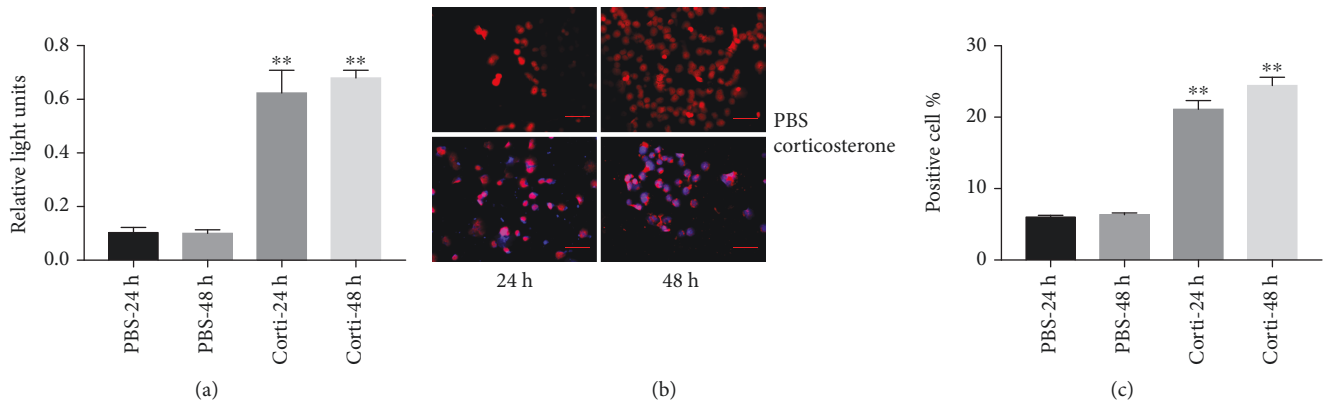 Relative light units
0.8
0.6
0.4
0.2
0.0
**
**
PBS-24 h
PBS-48 h
Corti-24 h
Corti-48 h
(a)
PBS
corticosterone
24 h
48 h
(b)
Positive cell %
30
20
10
0
**
**
PBS-24 h
PBS-48 h
Corti-24 h
Corti-48 h
(c)